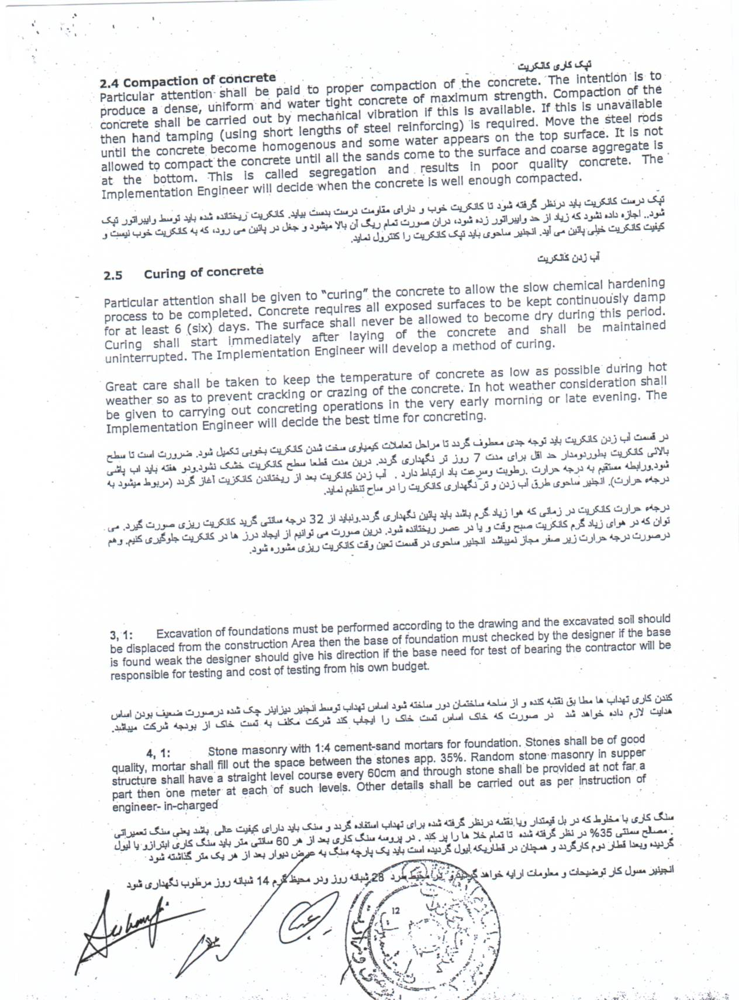 تپک کاری کانکریت
2.4 Compaction of concrete
Particular attention shall be paid to proper compaction of the concrete. The intention is to
produce a dense, uniform and water tight concrete of maximum strength. Compaction of the
concrete shall be carried out by mechanical vibration if this is available. If this is unavailable
then hand tamping (using short lengths of steel reinforcing) is required. Move the steel rods
until the concrete become homogenous and some water appears on the top surface. It is not
allowed to compact the concrete until all the sands come to the surface and coarse aggregate is
at the bottom. This is called segregation and results in poor quality concrete. The
Implementation Engineer will decide when the concrete is well enough compacted.
تپک درست کانکریت باید درنظر گرفته شود تا کانکریت خوب و دارای مقاومت درست بدست بیاید. کانکریت ریختانده شده باید توسط وایبراتور تپک
شود.. اجازه داده نشود که زیاد از حد وایبراتور زده شود، دران صورت تمام ریگ آن بالا میشود و جغل در پائین می رود، که به کانکریت خوب نیست و
کیفیت کانکریت خیلی پائین می آید. انجنیر ساحوی باید تپک کانکریت را کنترول نماید.
آب زدن کانکریت
2.5 Curing of concrete
Particular attention shall be given to “curing” the concrete to allow the slow chemical hardening
process to be completed. Concrete requires all exposed surfaces to be kept continuously damp
for at least 6 (six) days. The surface shall never be allowed to become dry during this period.
Curing shall start immediately after laying of the concrete and shall be maintained
uninterrupted. The Implementation Engineer will develop a method of curing.
Great care shall be taken to keep the temperature of concrete as low as possible during hot
weather so as to prevent cracking or crazing of the concrete. In hot weather consideration shall
be given to carrying out concreting operations in the very early morning or late evening. The
Implementation Engineer will decide the best time for concreting.
در قسمت آب زدن کانکریت باید توجه جدی معطوف گردد تا مراحل تعاملات کیمیاوی سخت شدن کانکریت بخوبی تکمیل شود. ضرورت است تا سطح
بالائی کانکریت بطوردومدار حد اقل برای مدت 7 روز تر نگهداری گردد. درین مدت قطعا سطح کانکریت خشک نشود.ودو هفته باید اب پاشی
شود.ورابطه مستقیم به درجه حرارت .رطوبت وسرعت باد ارتباط دارد . آب زدن کانکریت بعد از ریختاندن کانکریت آغاز گردد (مربوط میشود به
درجهء حرارت). انجنیر ساحوی طرق آب زدن و تر نگهداری کانکریت را در ساح تنظیم نماید.
درجهء حرارت کانکریت در زمانی که هوا زیاد گرم باشد باید پائین نگهداری گردد.ونباید از 32 درجه سانتی گرید کانکریت ریزی صورت گیرد. می
توان که در هوای زیاد گرم کانکریت صبح وقت و یا در عصر ریختانده شود. درین صورت می توانیم از ایجاد درز ها در کانکریت جلوگیری کنیم. وهم
درصورت درجه حرارت زیر صفر مجاز نمیباشد انجنیر ساحوی در قسمت تعین وقت کانکریت ریزی مشوره شود.
3, 1: Excavation of foundations must be performed according to the drawing and the excavated soil should
be displaced from the construction Area then the base of foundation must checked by the designer if the base
is found weak the designer should give his direction if the base need for test of bearing the contractor will be
responsible for testing and cost of testing from his own budget.
کندن کاری تهداب ها مطا بق نقشه کنده و از ساحه ساختمان دور ساخته شود اساس تهداب توسط انجنیر دیزاینر چک شده درصورت ضعیف بودن اساس
هدایت لازم داده خواهد شد در صورت که خاک اساس تست خاک را ایجاب کند شرکت مکلف به تست خاک از بودجه شرکت میباشد.
4, 1: Stone masonry with 1:4 cement-sand mortars for foundation. Stones shall be of good
quality, mortar shall fill out the space between the stones app. 35%. Random stone masonry in supper
structure shall have a straight level course every 60cm and through stone shall be provided at not far a
part then one meter at each of such levels. Other details shall be carried out as per instruction of
engineer- in-charged
سنگ کاری با مخلوط که در بل قیمتدار ویا نقشه درنظر گرفته شده برای تهداب استفاده گردد و سنک باید دارای کیفیت عالی باشد یعنی سنگ تعمیراتی
. مصالح سمنتی 35% در نظر گرفته شده تا تمام خلا ها را پر کند . در پروسه سنگ کاری بعد از هر 60 سانتی متر باید سنگ کاری ابترازو یا لیول
گردیده وبعدا قطار دوم کارگردد و همچنان در قطاریکه لیول گردیده است باید یک پارچه سنگ به عرض دیوار بعد از هر یک متر گذاشته شود
انجینیر مسول کار توضیحات و معلومات ارایه خواهد گردید و در محیط سرد 28 شبانه روز ودر محیظ گرم 14 شبانه روز مرطوب نگهداری شود
12